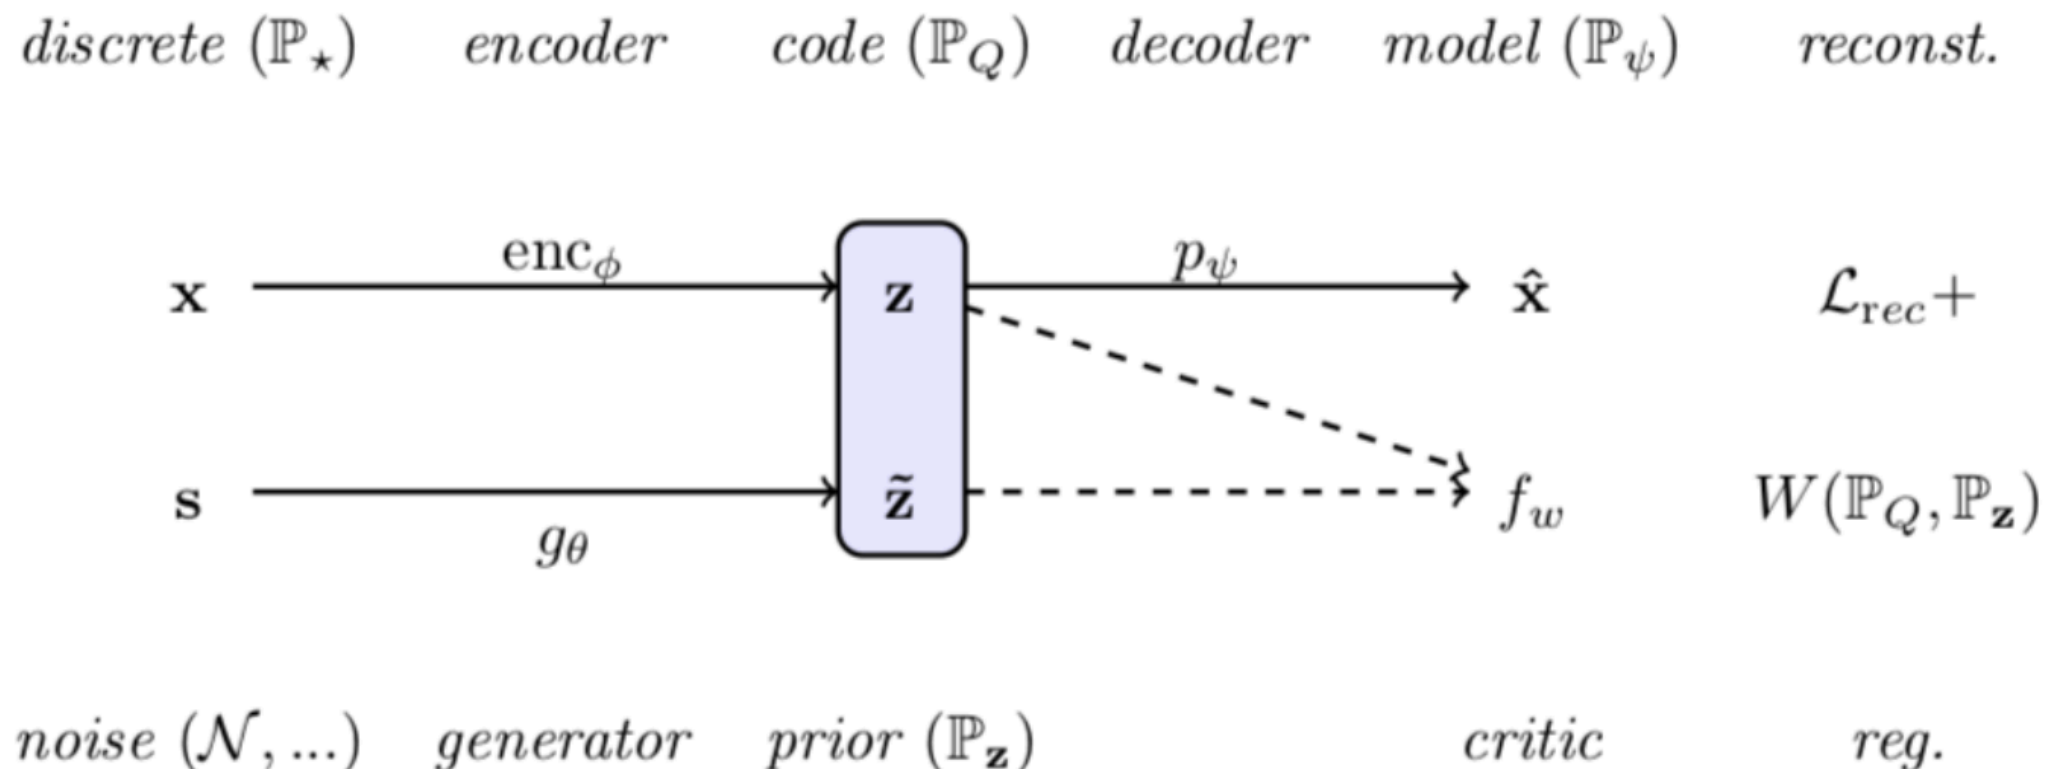 discrete (ℙ⋆) encoder code (ℙ_Q) decoder model (ℙ_ψ) reconst.
enc_ϕ p_ψ
x z x̂ ℒ_rec+
s z̃ f_w W(ℙ_Q, ℙ_z)
g_θ
noise (𝒩, ...) generator prior (ℙ_z) critic reg.